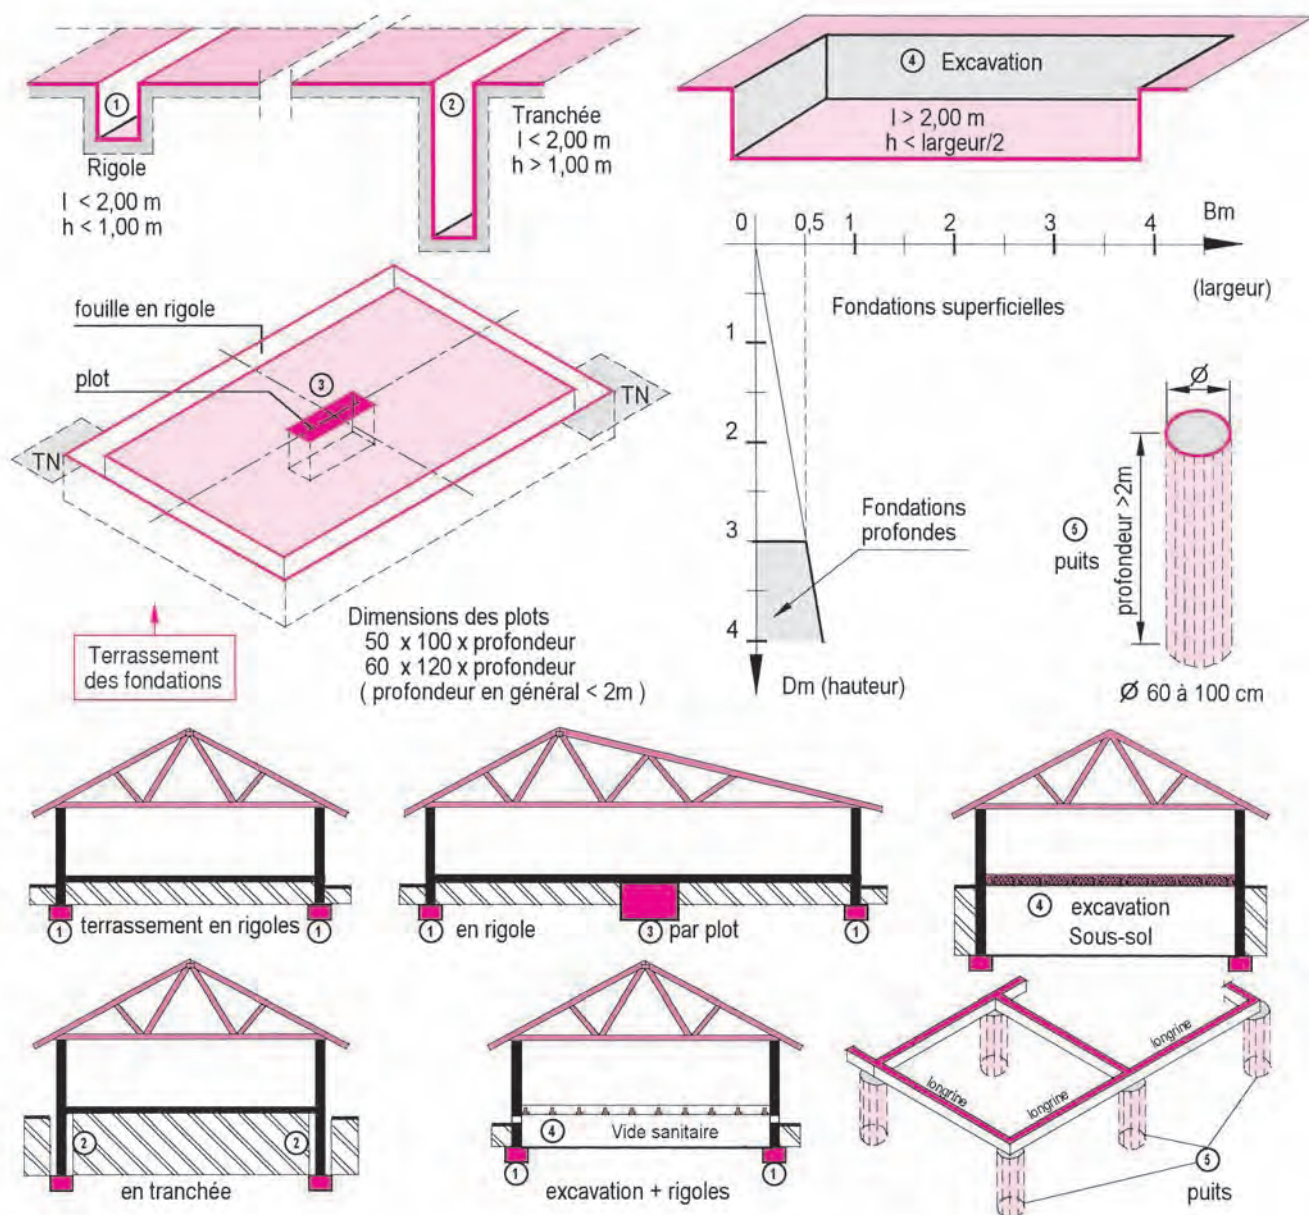 1
Rigole
l < 2,00 m
h < 1,00 m
2
Tranchée
l < 2,00 m
h > 1,00 m
4 Excavation
l > 2,00 m
h < largeur/2
fouille en rigole
plot
3
TN
TN
Terrassement
des fondations
Dimensions des plots
50 x 100 x profondeur
60 x 120 x profondeur
( profondeur en général < 2m )
0 0,5 1 2 3 4 Bm
(largeur)
Fondations superficielles
1
2
3
4
Fondations
profondes
Dm (hauteur)
Ø
profondeur >2m
5
puits
Ø 60 à 100 cm
1 terrassement en rigoles 1
1 en rigole 3 par plot 1
4 excavation
Sous-sol
2 2
en tranchée
4 Vide sanitaire
1 1
excavation + rigoles
longrine
longrine
longrine
5
puits